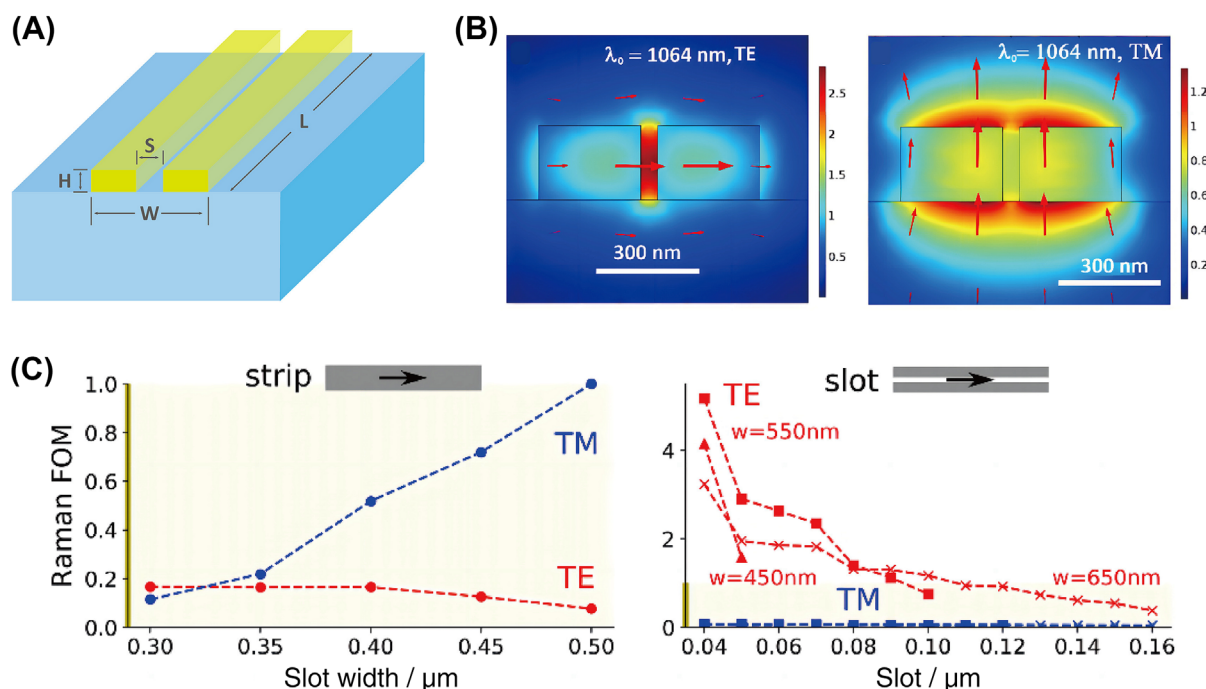 (A)
S
L
H
W
(B)
λ₀ = 1064 nm, TE
300 nm
2.5
2
1.5
1
0.5
λ₀= 1064 nm, TM
300 nm
1.2
1
0.8
0.6
0.4
0.2
(C)
strip
TM
TE
Raman FOM
1.0
0.8
0.6
0.4
0.2
0.0
0.30
0.35
0.40
0.45
0.50
Slot width / µm
slot
TE
w=550nm
w=450nm
w=650nm
TM
4
2
0
0.04
0.06
0.08
0.10
0.12
0.14
0.16
Slot / µm